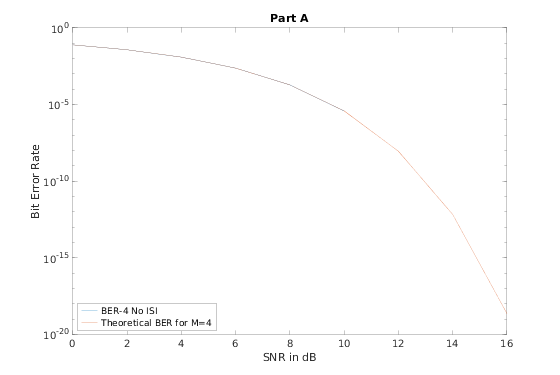 Part A
10^0
10^-5
10^-10
10^-15
10^-20
Bit Error Rate
BER-4 No ISI
Theoretical BER for M=4
0 2 4 6 8 10 12 14 16
SNR in dB